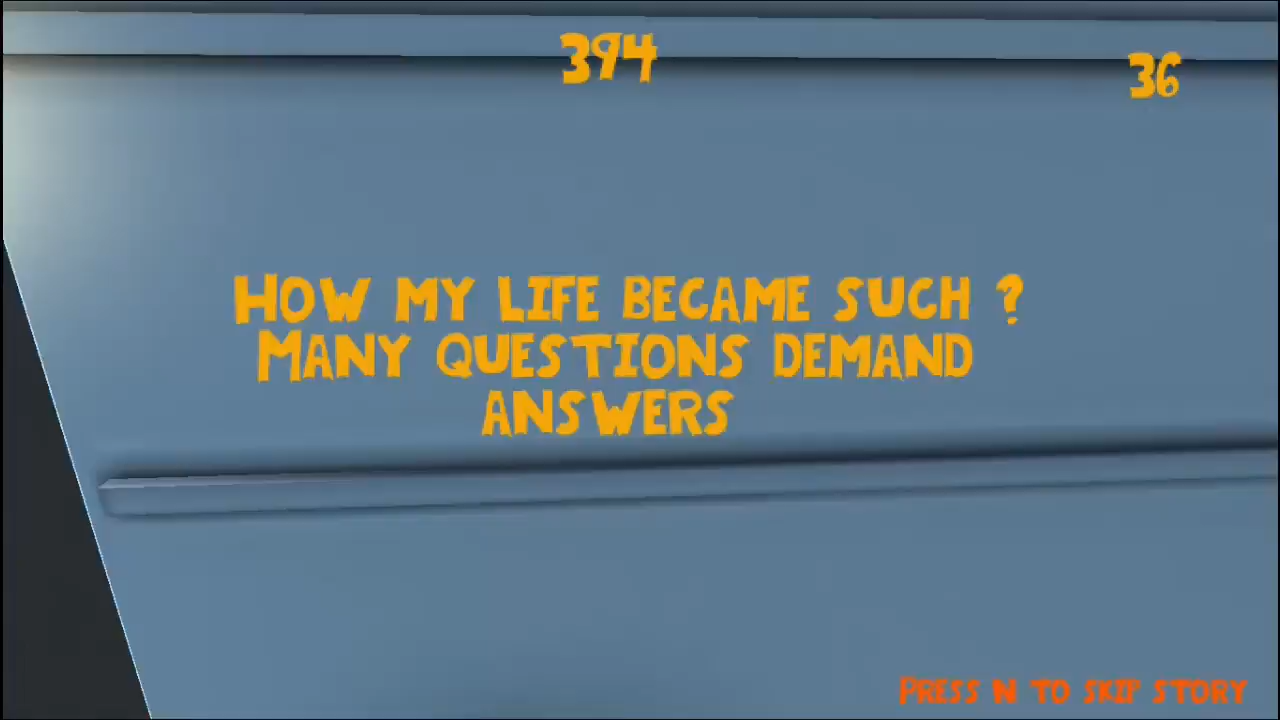 394
36
How my life became such ?
Many questions demand
answers
Press N to skip story